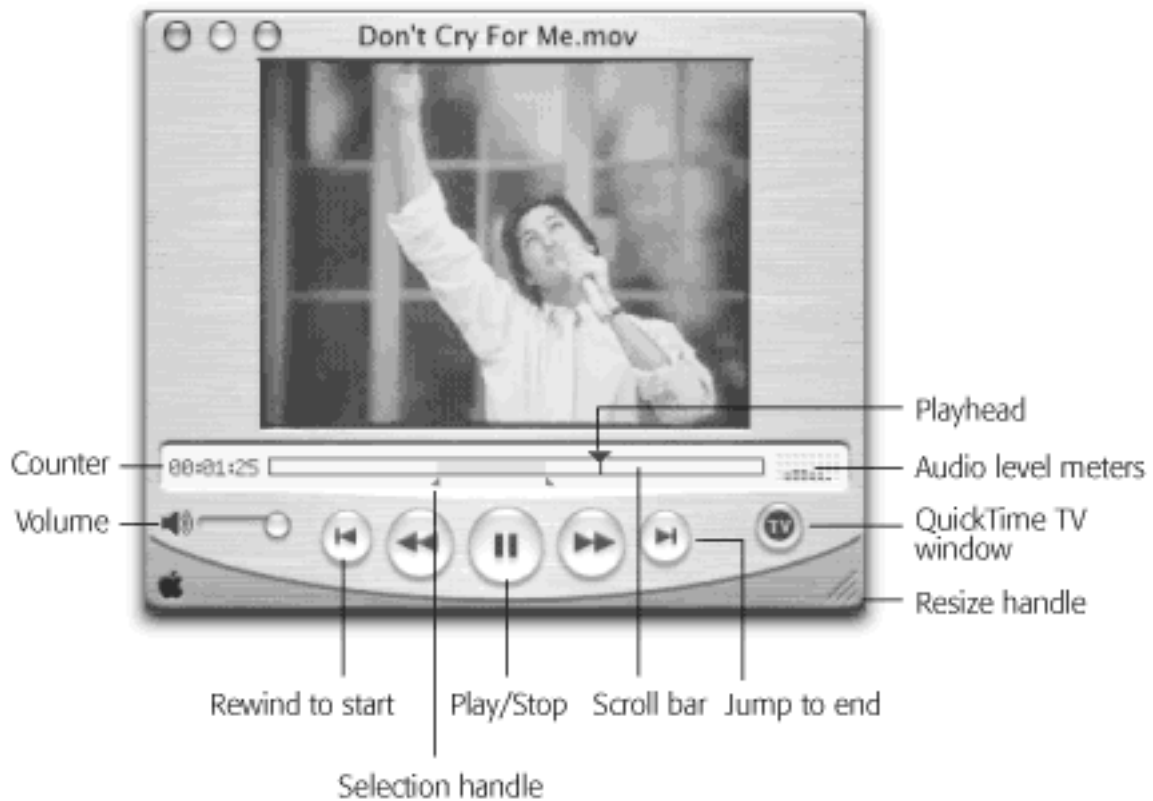 Don't Cry For Me.mov
Playhead
Counter
00:01:25
Audio level meters
Volume
TV
QuickTime TV
window
Resize handle
Rewind to start
Play/Stop
Scroll bar
Jump to end
Selection handle